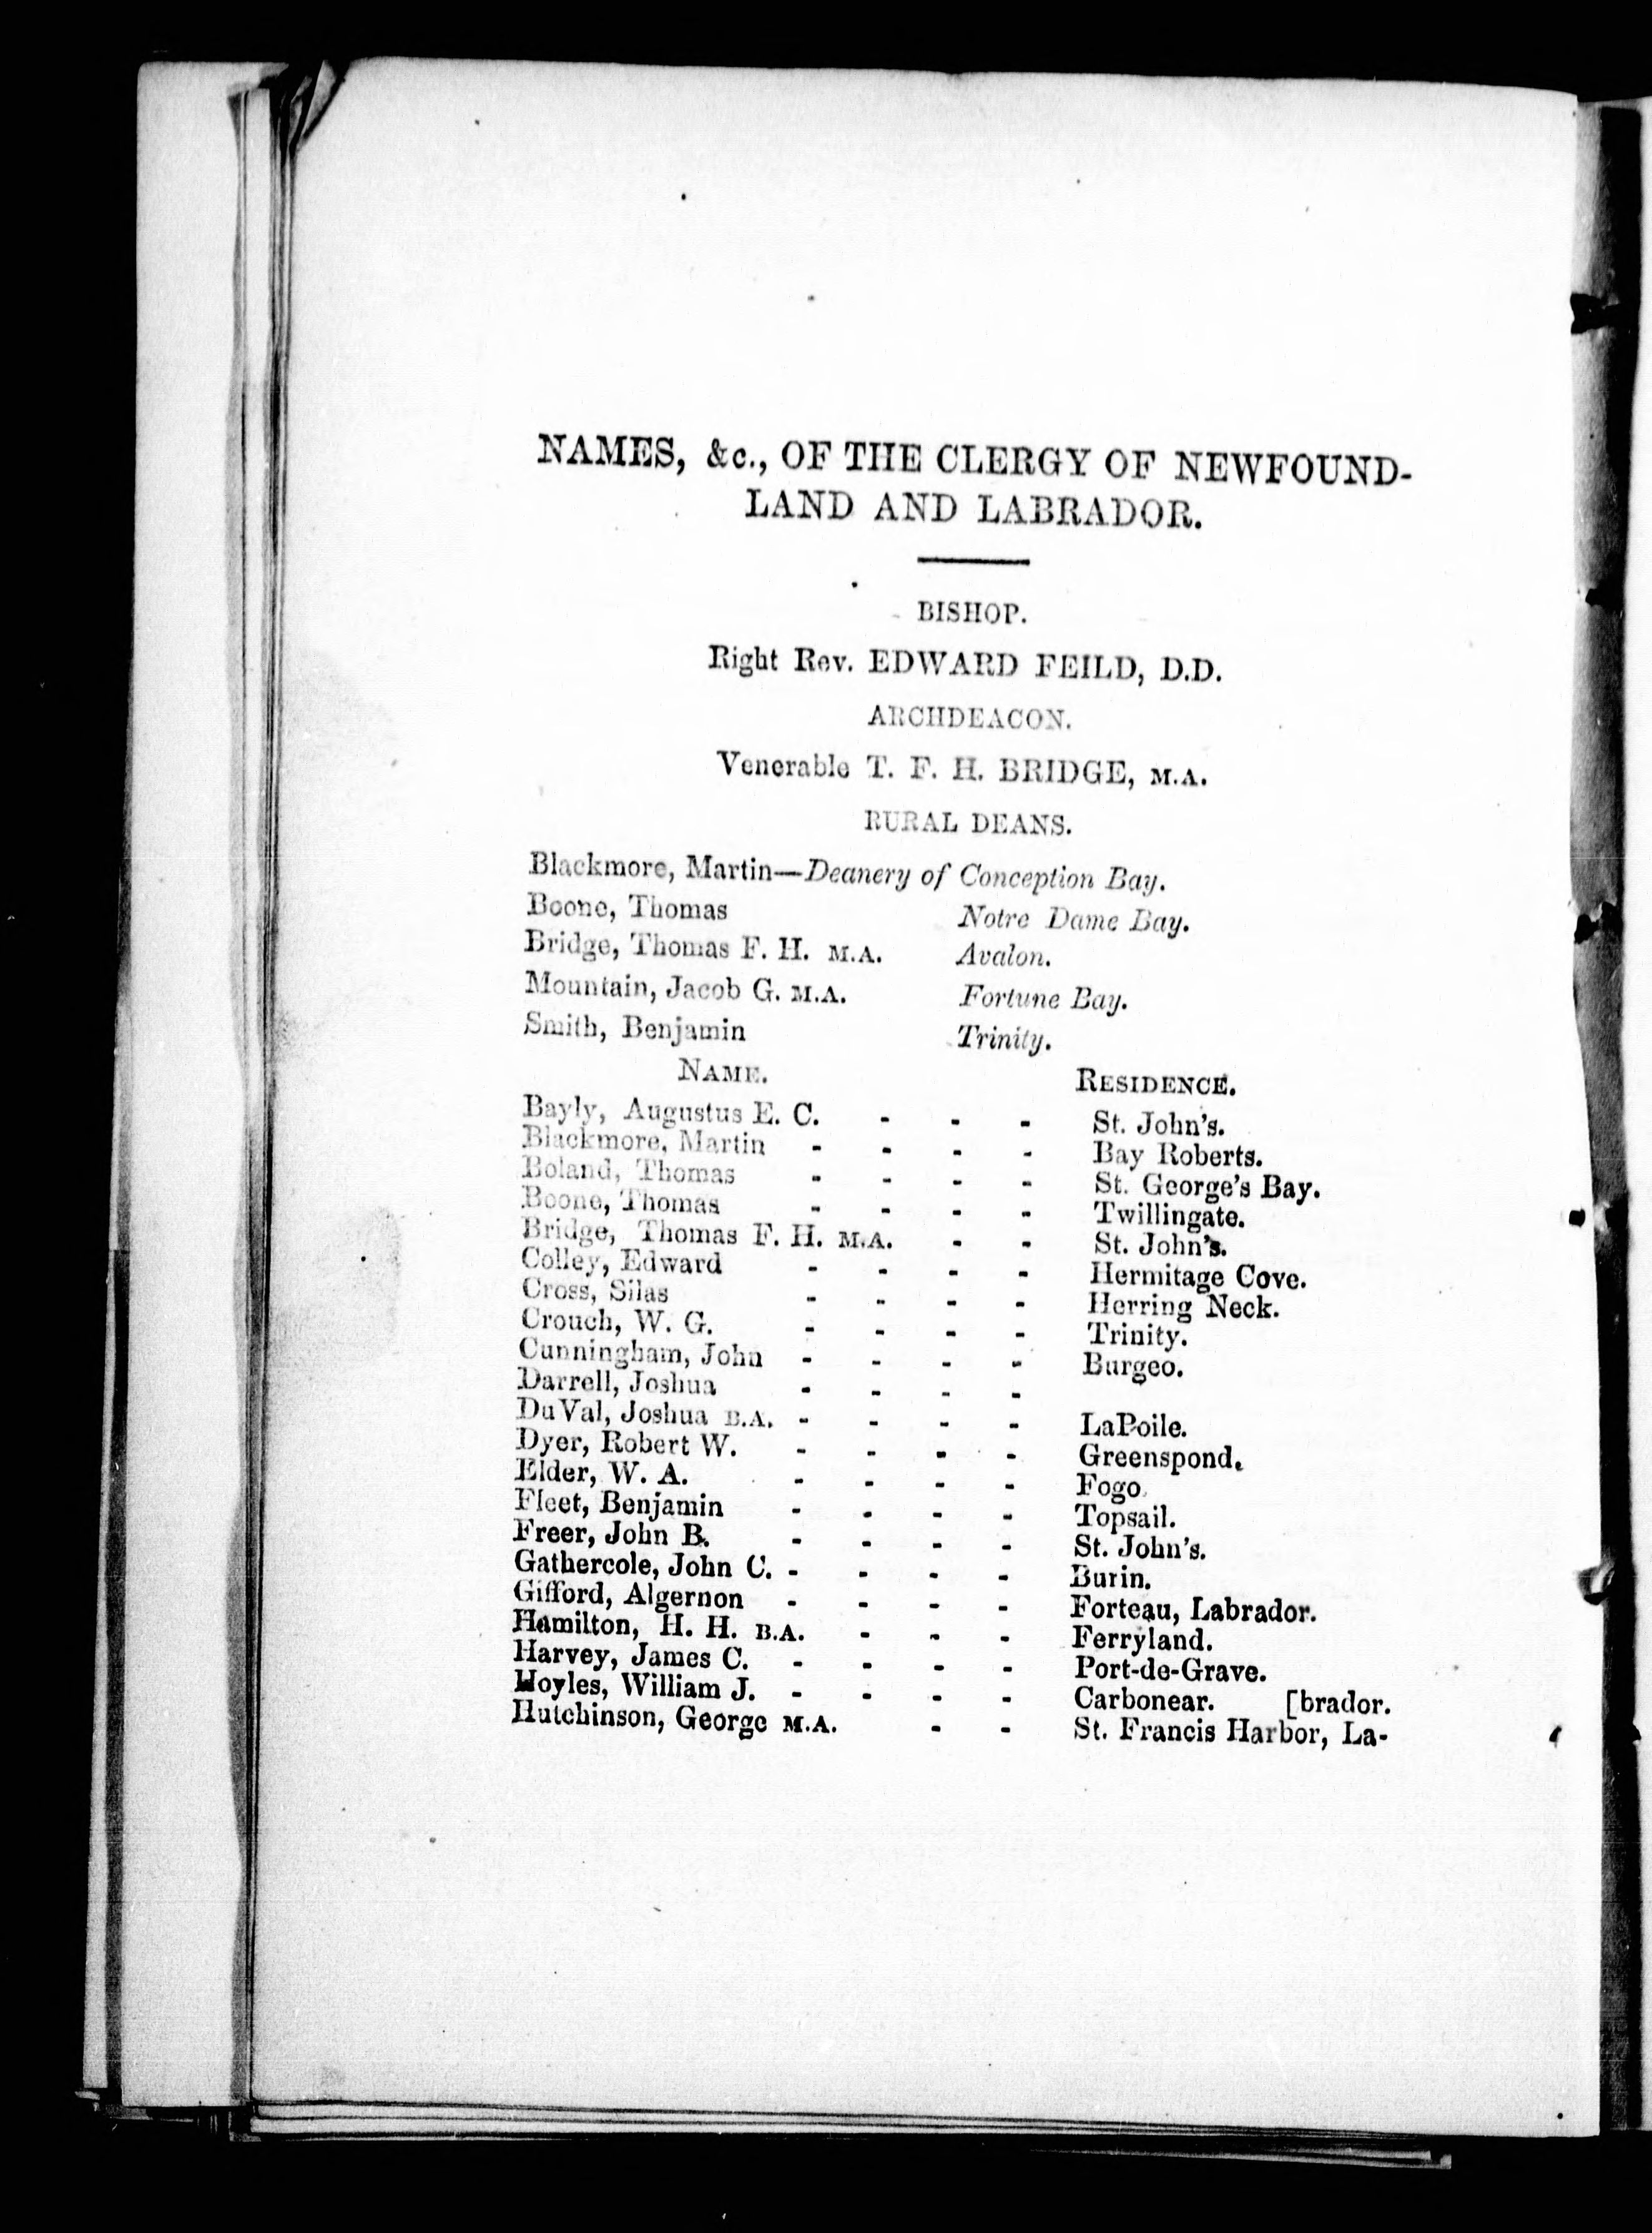 NAMES, &c., OF THE CLERGY OF NEWFOUND-
LAND AND LABRADOR.
BISHOP.
Right Rev. EDWARD FEILD, D.D.
ARCHDEACON.
Venerable T. F. H. BRIDGE, M.A.
RURAL DEANS.
Blackmore, Martin—Deanery of Conception Bay.
Boone, Thomas Notre Dame Bay.
Bridge, Thomas F. H. M.A. Avalon.
Mountain, Jacob G. M.A. Fortune Bay.
Smith, Benjamin Trinity.
NAME. RESIDENCE.
Bayly, Augustus E. C. - - - St. John's.
Blackmore, Martin - - - - Bay Roberts.
Boland, Thomas - - - - St. George's Bay.
Boone, Thomas - - - - Twillingate.
Bridge, Thomas F. H. M.A. - - St. John's.
Colley, Edward - - - - Hermitage Cove.
Cross, Silas - - - - Herring Neck.
Crouch, W. G. - - - - Trinity.
Cunningham, John - - - - Burgeo.
Darrell, Joshua - - - -
DuVal, Joshua B.A. - - - - LaPoile.
Dyer, Robert W. - - - - Greenspond.
Elder, W. A. - - - - Fogo.
Fleet, Benjamin - - - - Topsail.
Freer, John B. - - - - St. John's.
Gathercole, John C. - - - - Burin.
Gifford, Algernon - - - - Forteau, Labrador.
Hamilton, H. H. B.A. - - - Ferryland.
Harvey, James C. - - - - Port-de-Grave.
Hoyles, William J. - - - - Carbonear. [brador.
Hutchinson, George M.A. - - St. Francis Harbor, La-